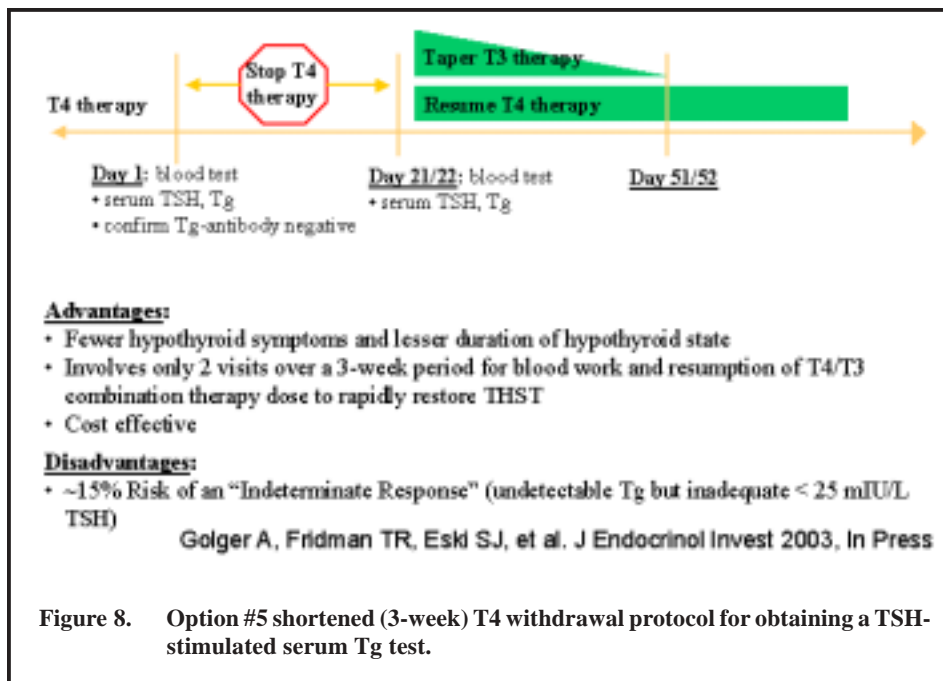 Taper T3 therapy
Stop T4
therapy
T4 therapy
Resume T4 therapy
Day 1: blood test
• serum TSH, Tg
• confirm Tg-antibody negative
Day 21/22: blood test
• serum TSH, Tg
Day 51/52
Advantages:
• Fewer hypothyroid symptoms and lesser duration of hypothyroid state
• Involves only 2 visits over a 3-week period for blood work and resumption of T4/T3
combination therapy dose to rapidly restore THST
• Cost effective
Disadvantages:
• ~15% Risk of an “Indeterminate Response” (undetectable Tg but inadequate < 25 mIU/L
TSH)
Golger A, Fridman TR, Eski SJ, et al. J Endocrinol Invest 2003, In Press
Figure 8. Option #5 shortened (3-week) T4 withdrawal protocol for obtaining a TSH-
stimulated serum Tg test.